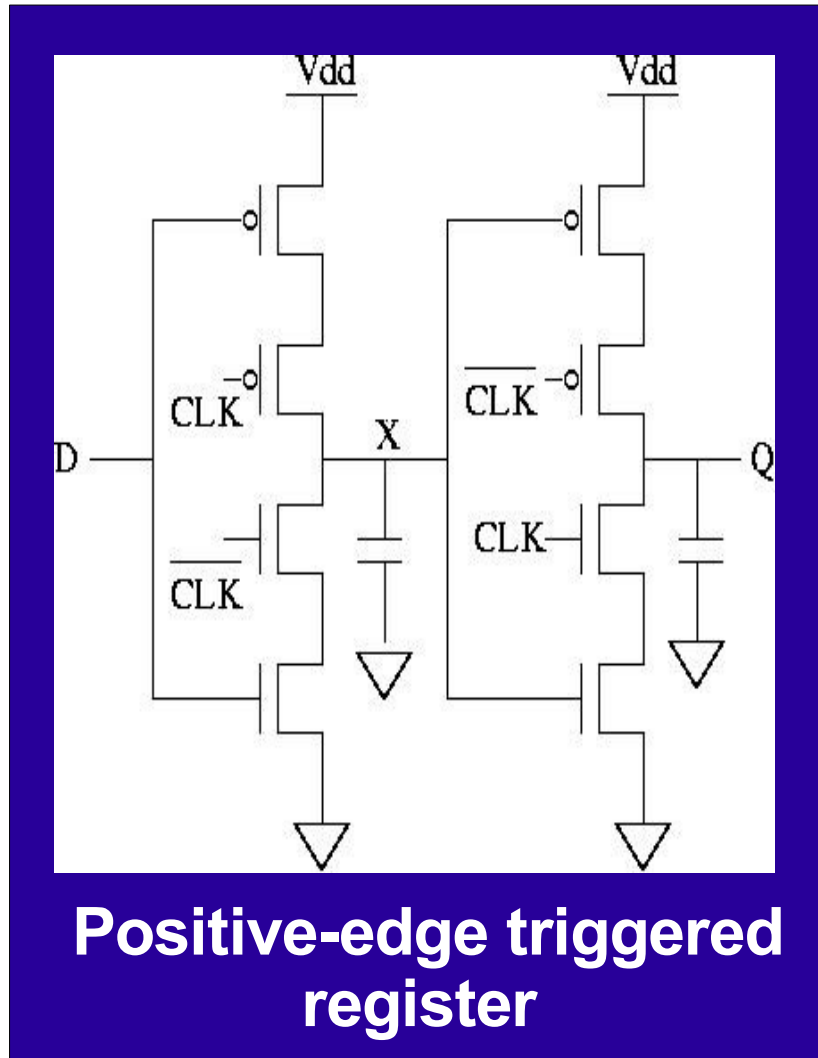 Vdd Vdd
CLK
CLK
D
X
Q
CLK
CLK
Positive-edge triggered
register